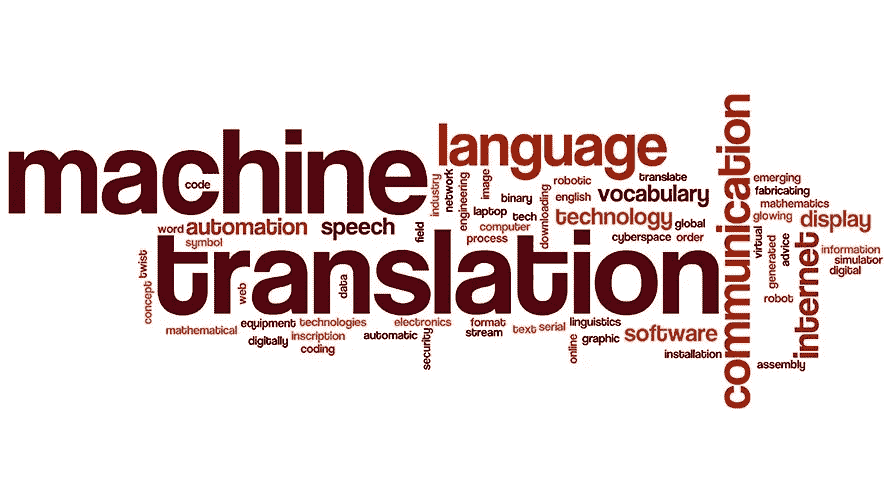 machine
code
language
communication
industry
network
engineering
image
laptop
binary
tech
computer
process
downloading
robotic
english
translate
vocabulary
technology
global
cyberspace
order
emerging
fabricating
mathematics
glowing
display
virtual
generated
advice
internet
information
simulator
digital
robot
word
automation
symbol
speech
field
translation
concept
twist
web
data
mathematical
equipment
technologies
digitally
inscription
coding
automatic
electronics
security
format
stream
text
serial
linguistics
online
graphic
software
installation
assembly